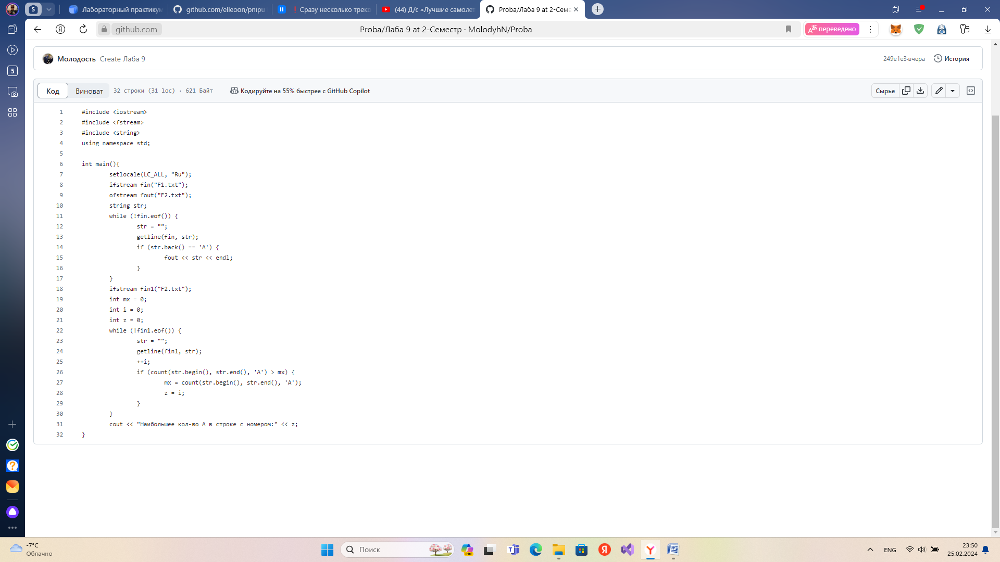 5
Лабораторный практикум
github.com/elleoon/pnipu
Сразу несколько треко
(44) Д/с «Лучшие самолет
Proba/Лаба 9 at 2-Семе
github.com
Proba/Лаба 9 at 2-Семестр · MolodyhN/Proba
переведено
5
Молодость Create Лаба 9
249e1e3·вчера
История
Код
Виноват
32 строки (31 loc) · 621 Байт
Кодируйте на 55% быстрее с GitHub Copilot
Сырье
1 #include <iostream>
2 #include <fstream>
3 #include <string>
4 using namespace std;
5
6 int main(){
7 setlocale(LC_ALL, "Ru");
8 ifstream fin("F1.txt");
9 ofstream fout("F2.txt");
10 string str;
11 while (!fin.eof()) {
12 str = "";
13 getline(fin, str);
14 if (str.back() == 'A') {
15 fout << str << endl;
16 }
17 }
18 ifstream fin1("F2.txt");
19 int mx = 0;
20 int i = 0;
21 int z = 0;
22 while (!fin1.eof()) {
23 str = "";
24 getline(fin1, str);
25 ++i;
26 if (count(str.begin(), str.end(), 'A') > mx) {
27 mx = count(str.begin(), str.end(), 'A');
28 z = i;
29 }
30 }
31 cout << "Наибольшее кол-во А в строке с номером:" << z;
32 }
-7°C
Облачно
Поиск
PRE
ENG
23:50
25.02.2024